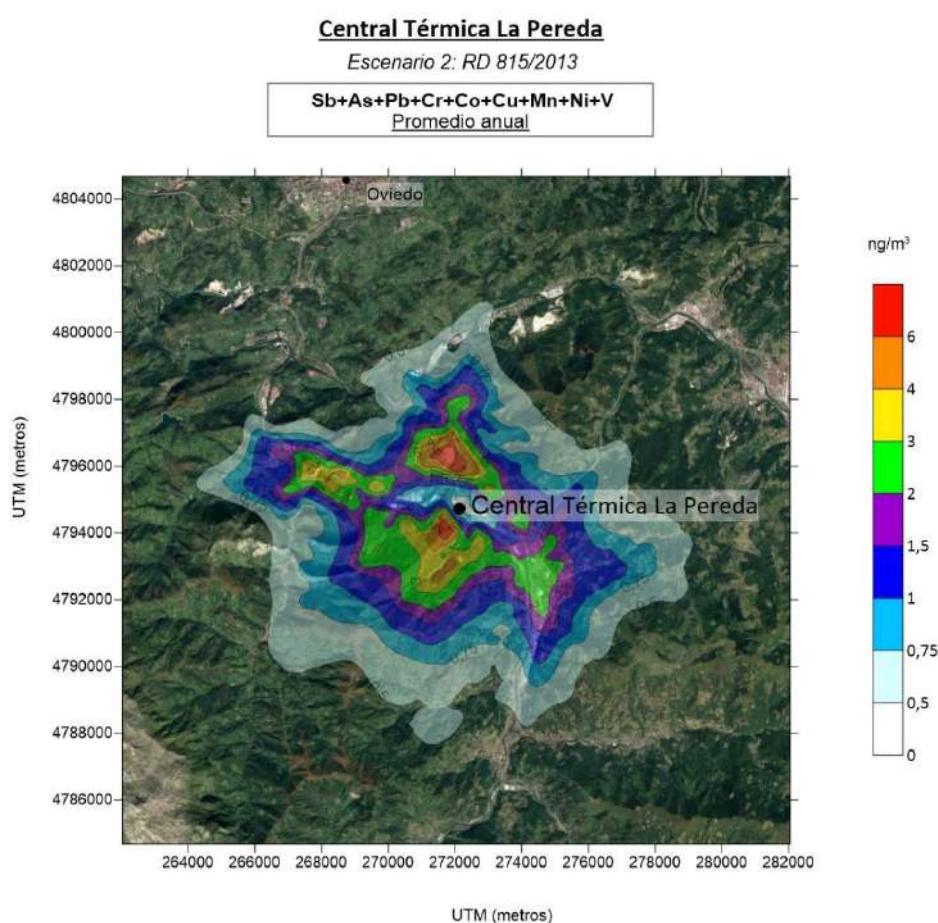 Central Térmica La Pereda
Escenario 2: RD 815/2013
Sb+As+Pb+Cr+Co+Cu+Mn+Ni+V
Promedio anual
4804000
4802000
4800000
4798000
4796000
4794000
4792000
4790000
4788000
4786000
UTM (metros)
Oviedo
Central Térmica La Pereda
264000 266000 268000 270000 272000 274000 276000 278000 280000 282000
UTM (metros)
ng/m³
6
4
3
2
1,5
1
0,75
0,5
0